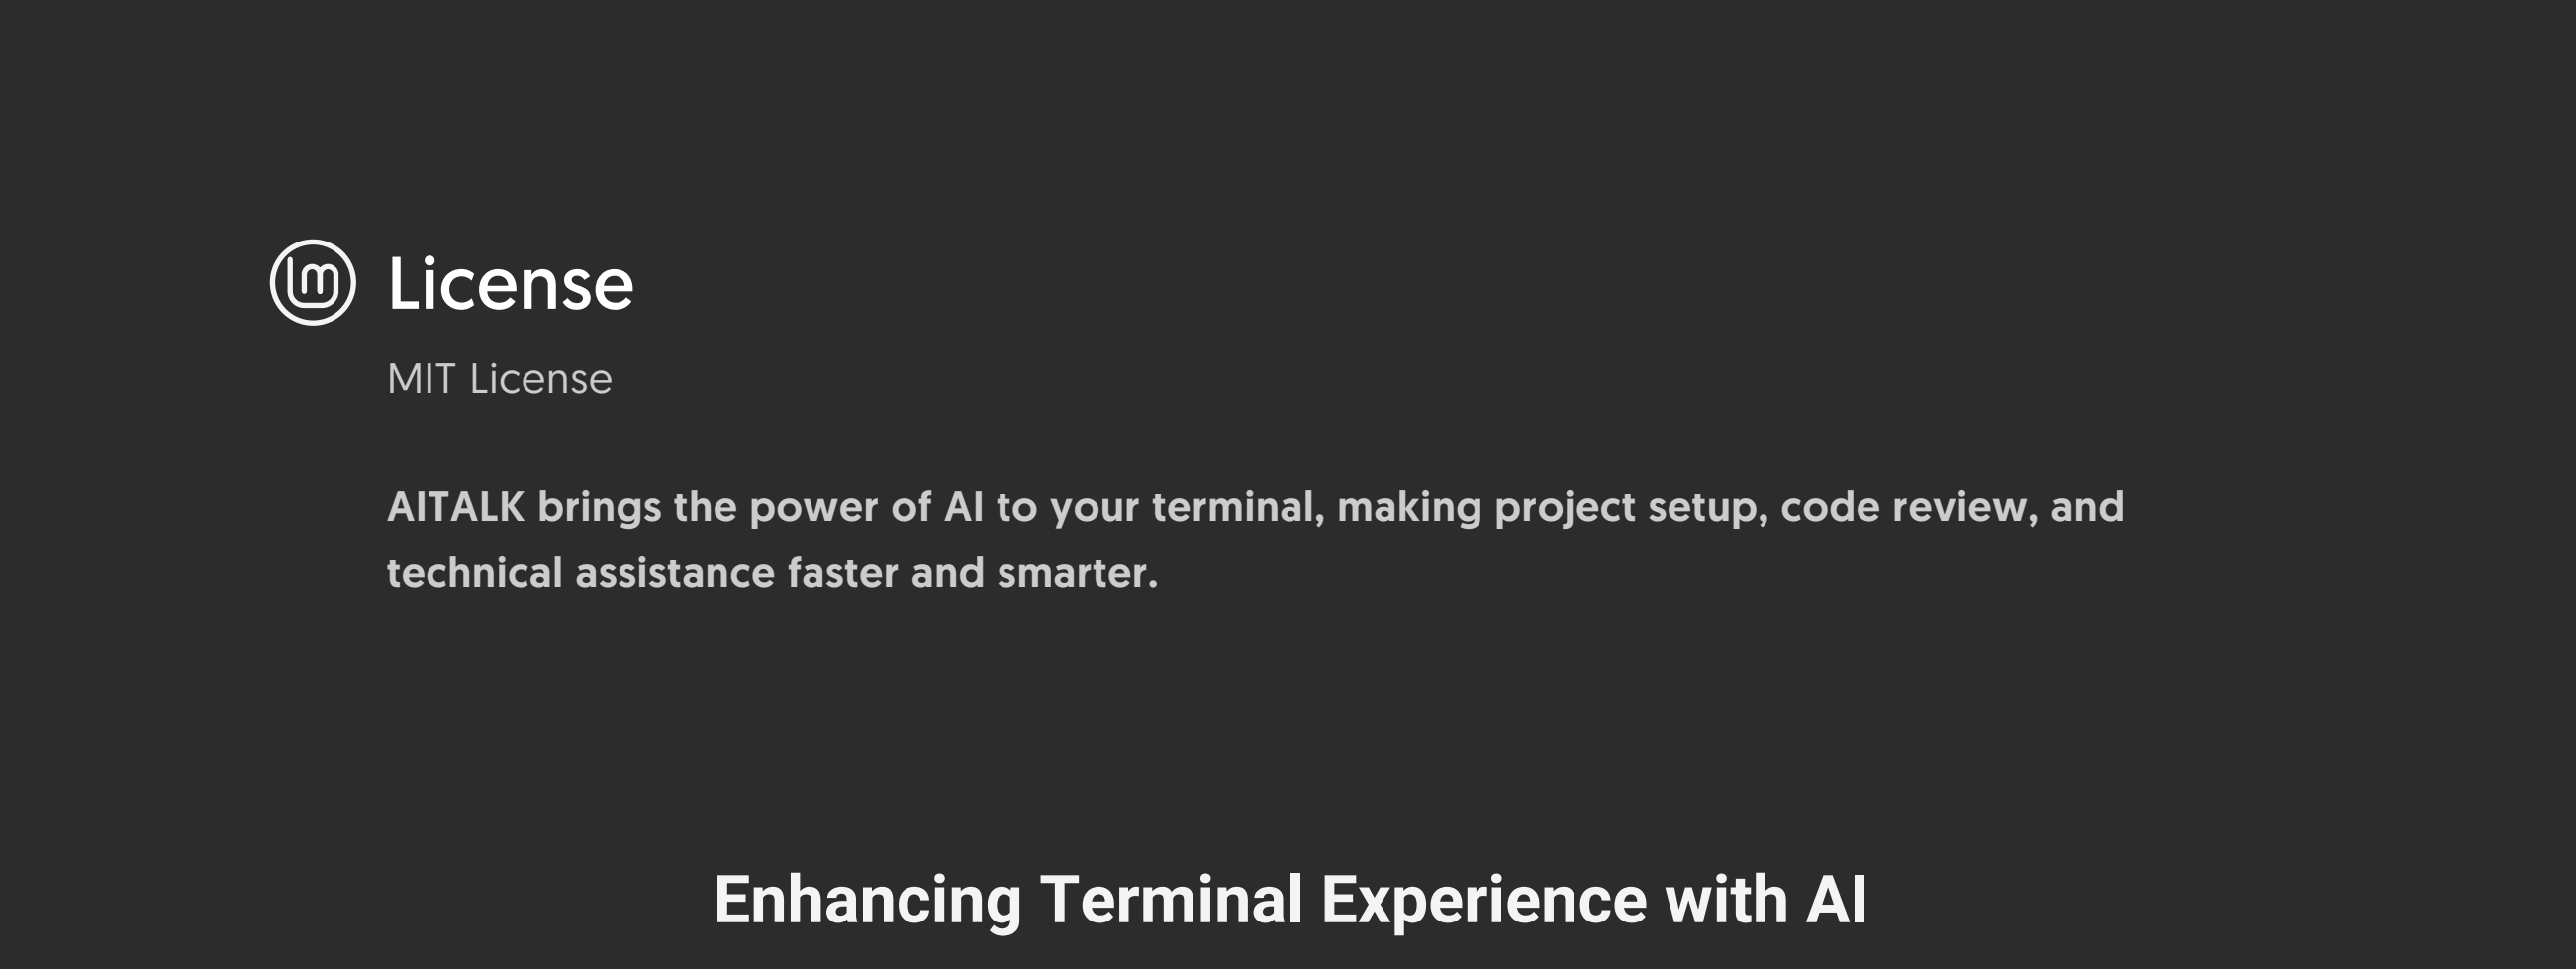 License
MIT License
AITALK brings the power of AI to your terminal, making project setup, code review, and
technical assistance faster and smarter.
Enhancing Terminal Experience with AI